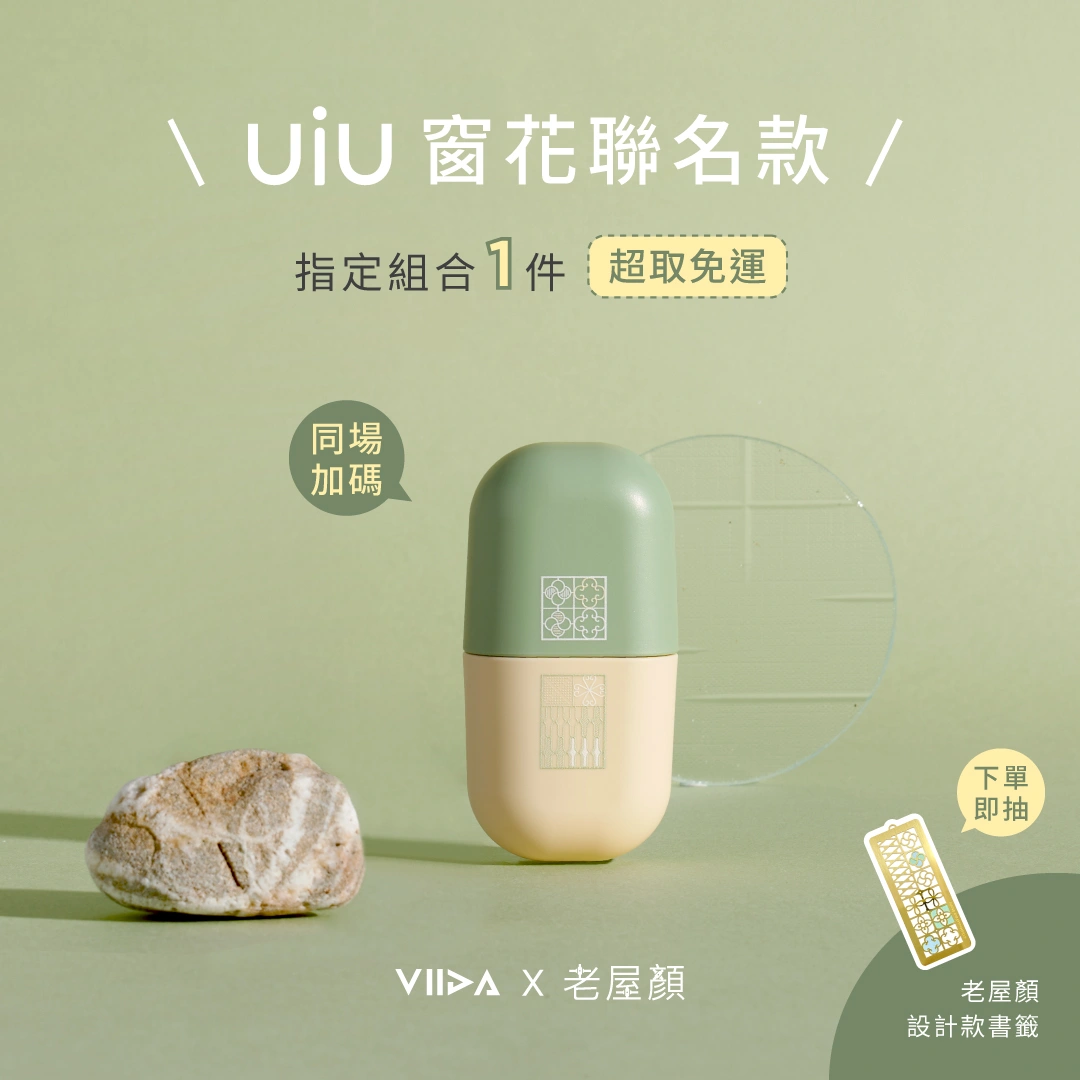 \ UiU 窗花聯名款 /
指定組合1件 超取免運
同場
加碼
下單
即抽
VIIDA X 老屋顏
老屋顏
設計款書籤